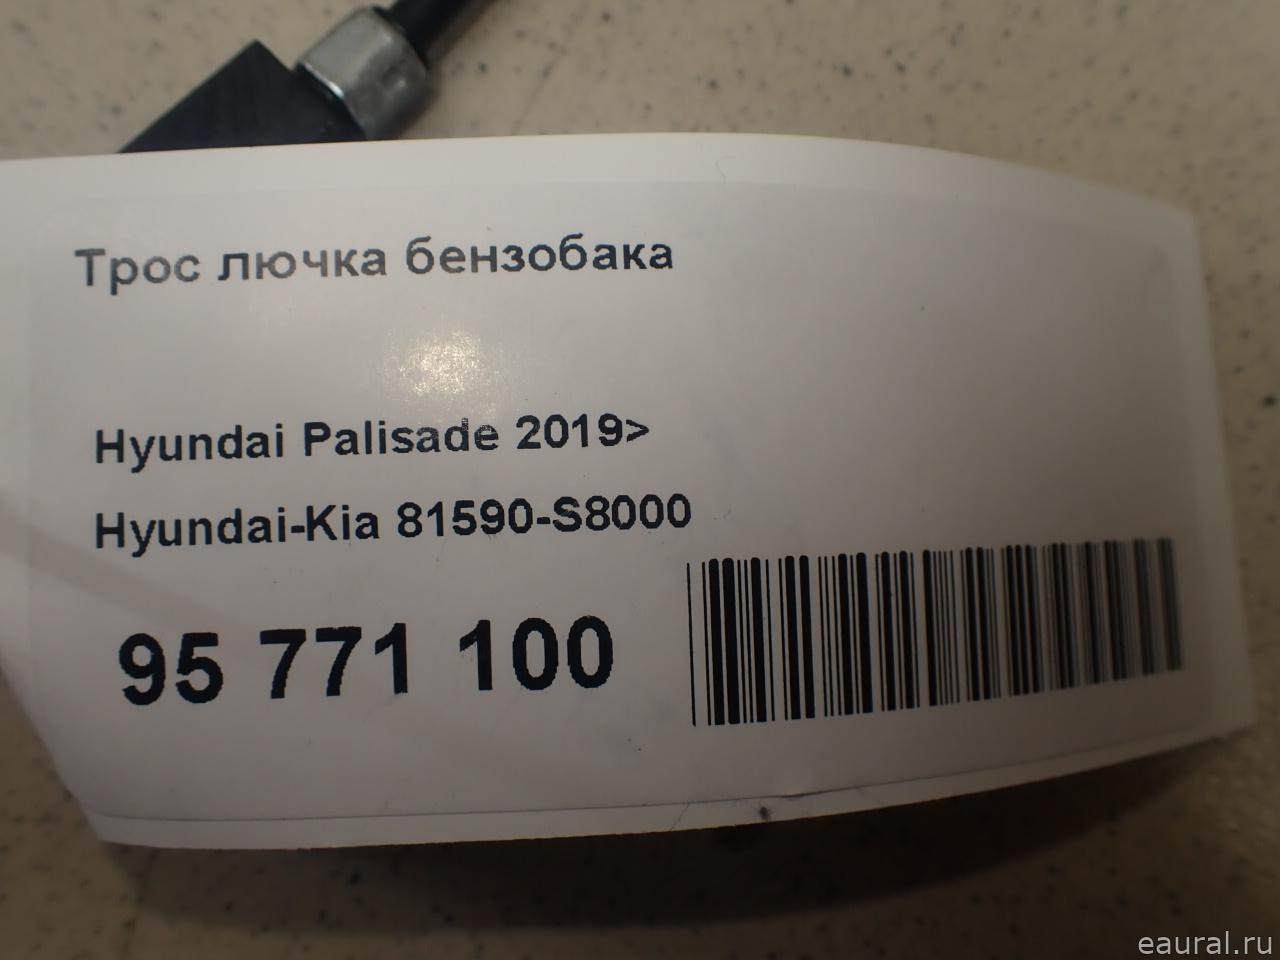 Трос лючка бензобака
Hyundai Palisade 2019>
Hyundai-Kia 81590-S8000
95 771 100
eaural.ru